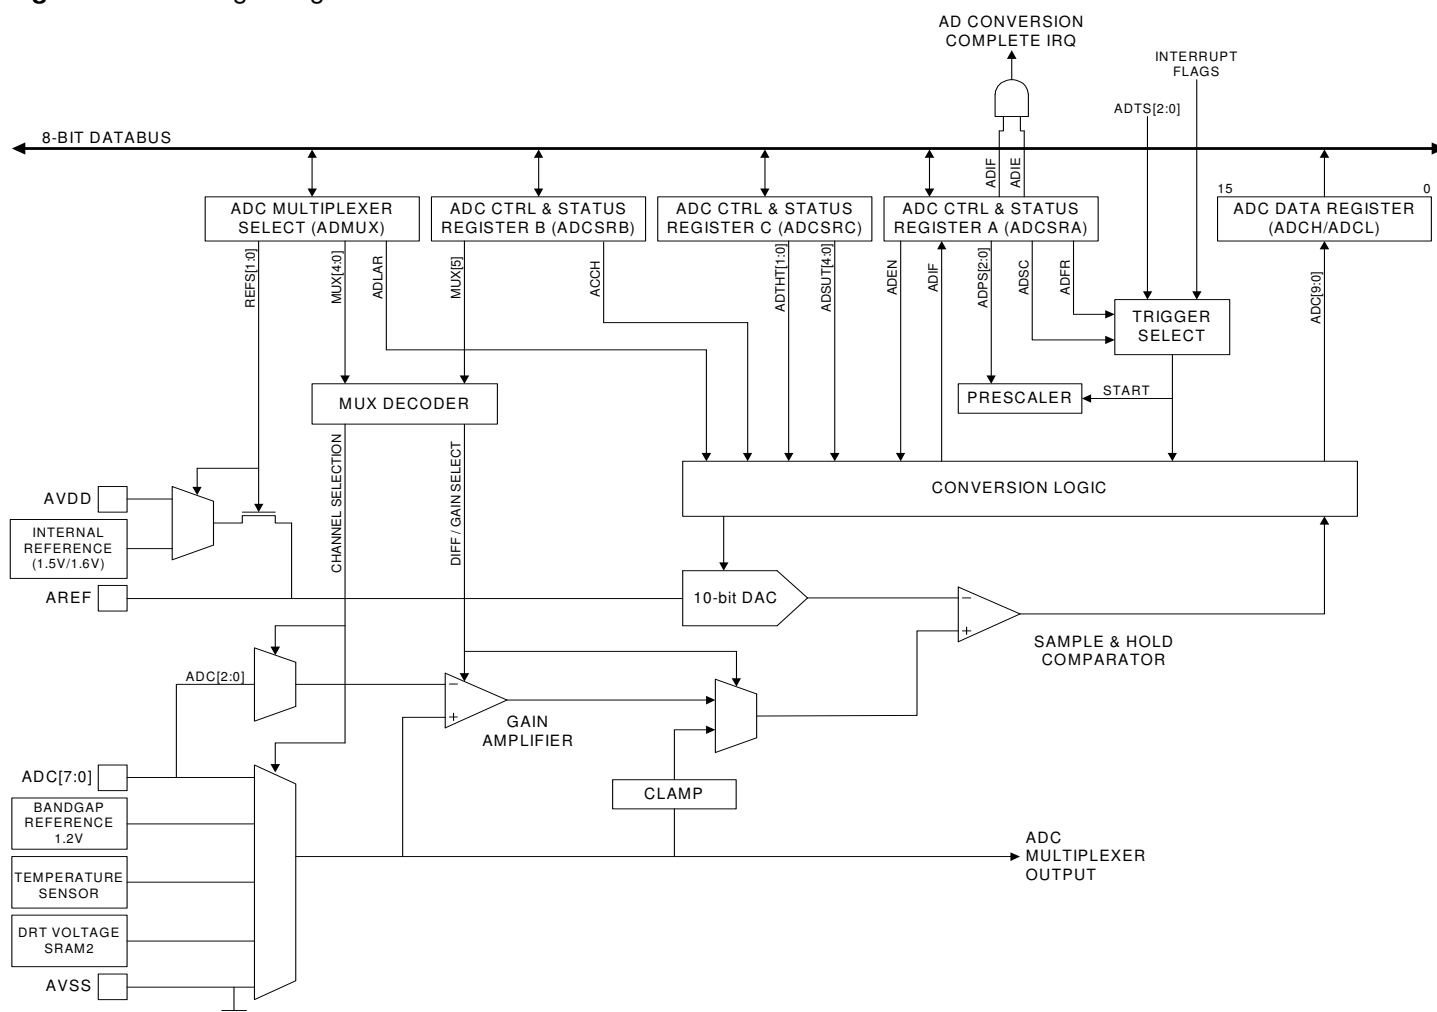 AD CONVERSION
COMPLETE IRQ
INTERRUPT
FLAGS
ADTS[2:0]
8-BIT DATABUS
ADIF
ADIE
15
0
ADC MULTIPLEXER
SELECT (ADMUX)
ADC CTRL & STATUS
REGISTER B (ADCSRB)
ADC CTRL & STATUS
REGISTER C (ADCSRC)
ADC CTRL & STATUS
REGISTER A (ADCSRA)
ADC DATA REGISTER
(ADCH/ADCL)
REFS[1:0]
MUX[4:0]
ADLAR
MUX[5]
ACCH
ADTHT[1:0]
ADSUT[4:0]
ADEN
ADIF
ADPS[2:0]
ADSC
ADFR
ADC[9:0]
TRIGGER
SELECT
MUX DECODER
PRESCALER
START
CHANNEL SELECTION
DIFF / GAIN SELECT
CONVERSION LOGIC
AVDD
INTERNAL
REFERENCE
(1.5V/1.6V)
AREF
10-bit DAC
−
+
SAMPLE & HOLD
COMPARATOR
ADC[2:0]
−
+
GAIN
AMPLIFIER
ADC[7:0]
CLAMP
BANDGAP
REFERENCE
1.2V
ADC
MULTIPLEXER
OUTPUT
TEMPERATURE
SENSOR
DRT VOLTAGE
SRAM2
AVSS